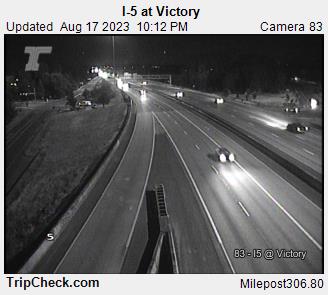 I-5 at Victory
Updated Aug 17 2023 10:12 PM Camera 83
T
5
83 - I5 @ Victory
TripCheck.com Milepost306.80